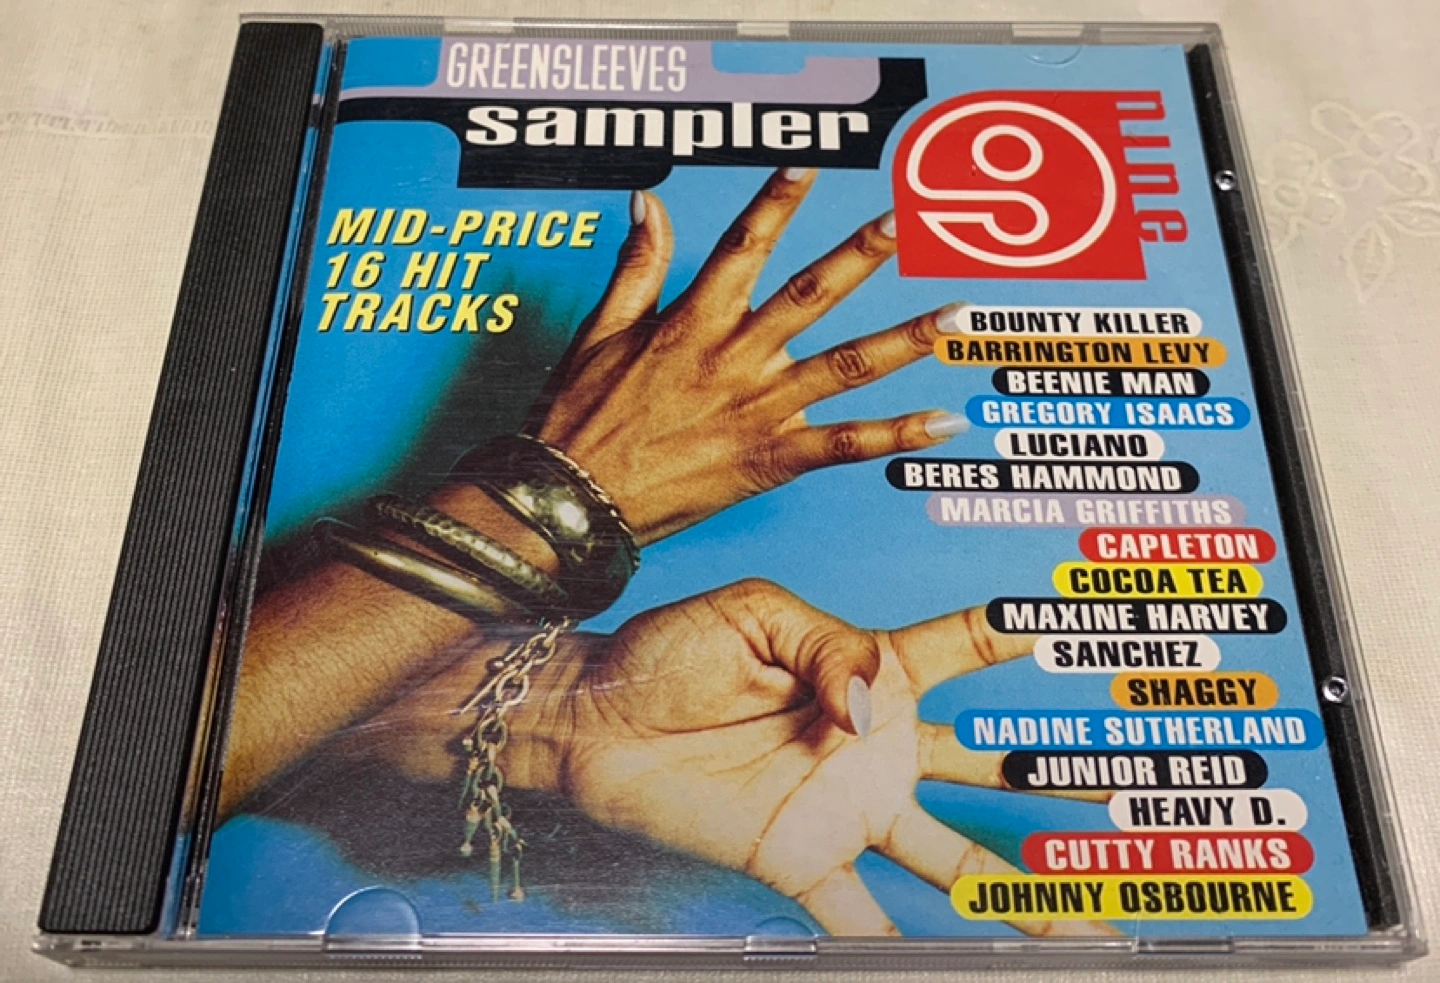 GREENSLEEVES
sampler
9
nine
MID-PRICE
16 HIT
TRACKS
BOUNTY KILLER
BARRINGTON LEVY
BEENIE MAN
GREGORY ISAACS
LUCIANO
BERES HAMMOND
MARCIA GRIFFITHS
CAPLETON
COCOA TEA
MAXINE HARVEY
SANCHEZ
SHAGGY
NADINE SUTHERLAND
JUNIOR REID
HEAVY D.
CUTTY RANKS
JOHNNY OSBOURNE